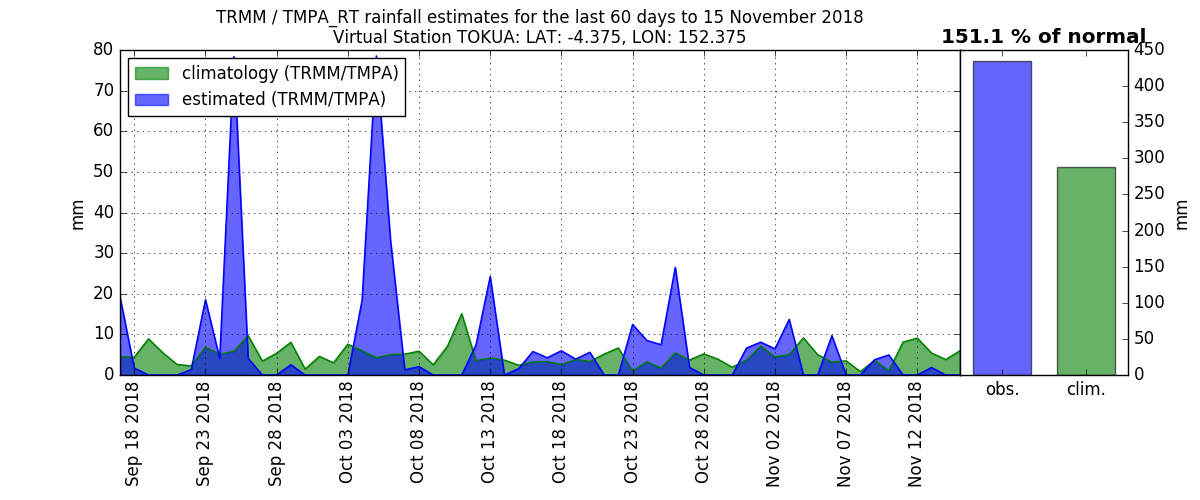 TRMM / TMPA_RT rainfall estimates for the last 60 days to 15 November 2018
Virtual Station TOKUA: LAT: -4.375, LON: 152.375
151.1 % of normal
climatology (TRMM/TMPA)
estimated (TRMM/TMPA)
80
70
60
50
40
30
20
10
0
mm
Sep 18 2018
Sep 23 2018
Sep 28 2018
Oct 03 2018
Oct 08 2018
Oct 13 2018
Oct 18 2018
Oct 23 2018
Oct 28 2018
Nov 02 2018
Nov 07 2018
Nov 12 2018
450
400
350
300
250
200
150
100
50
0
mm
obs.
clim.